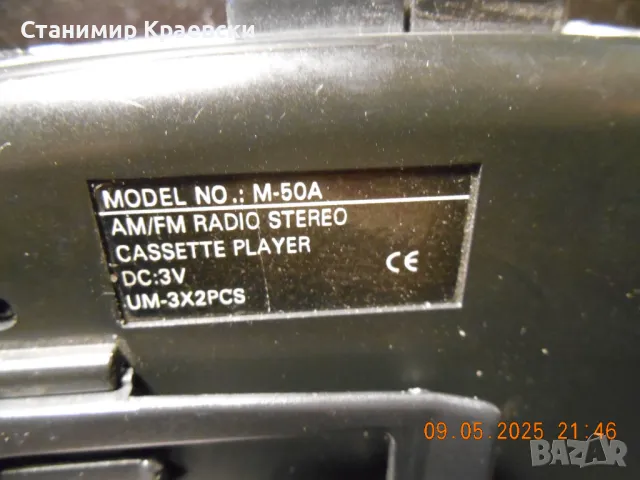 Станимир Краевски
MODEL NO.: M-50A
AM/FM RADIO STEREO
CASSETTE PLAYER
DC:3V
CE
UM-3X2PCS
09.05.2025 21:46
bazar